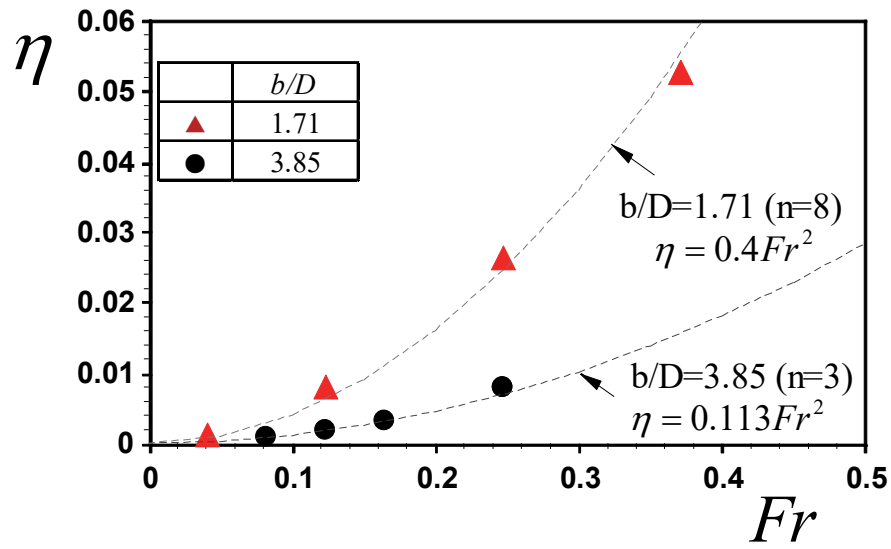 η
0.06
0.05
0.04
0.03
0.02
0.01
0
b/D
1.71
3.85
b/D=1.71 (n=8)
η = 0.4Fr²
b/D=3.85 (n=3)
η = 0.113Fr²
0 0.1 0.2 0.3 0.4 0.5
Fr